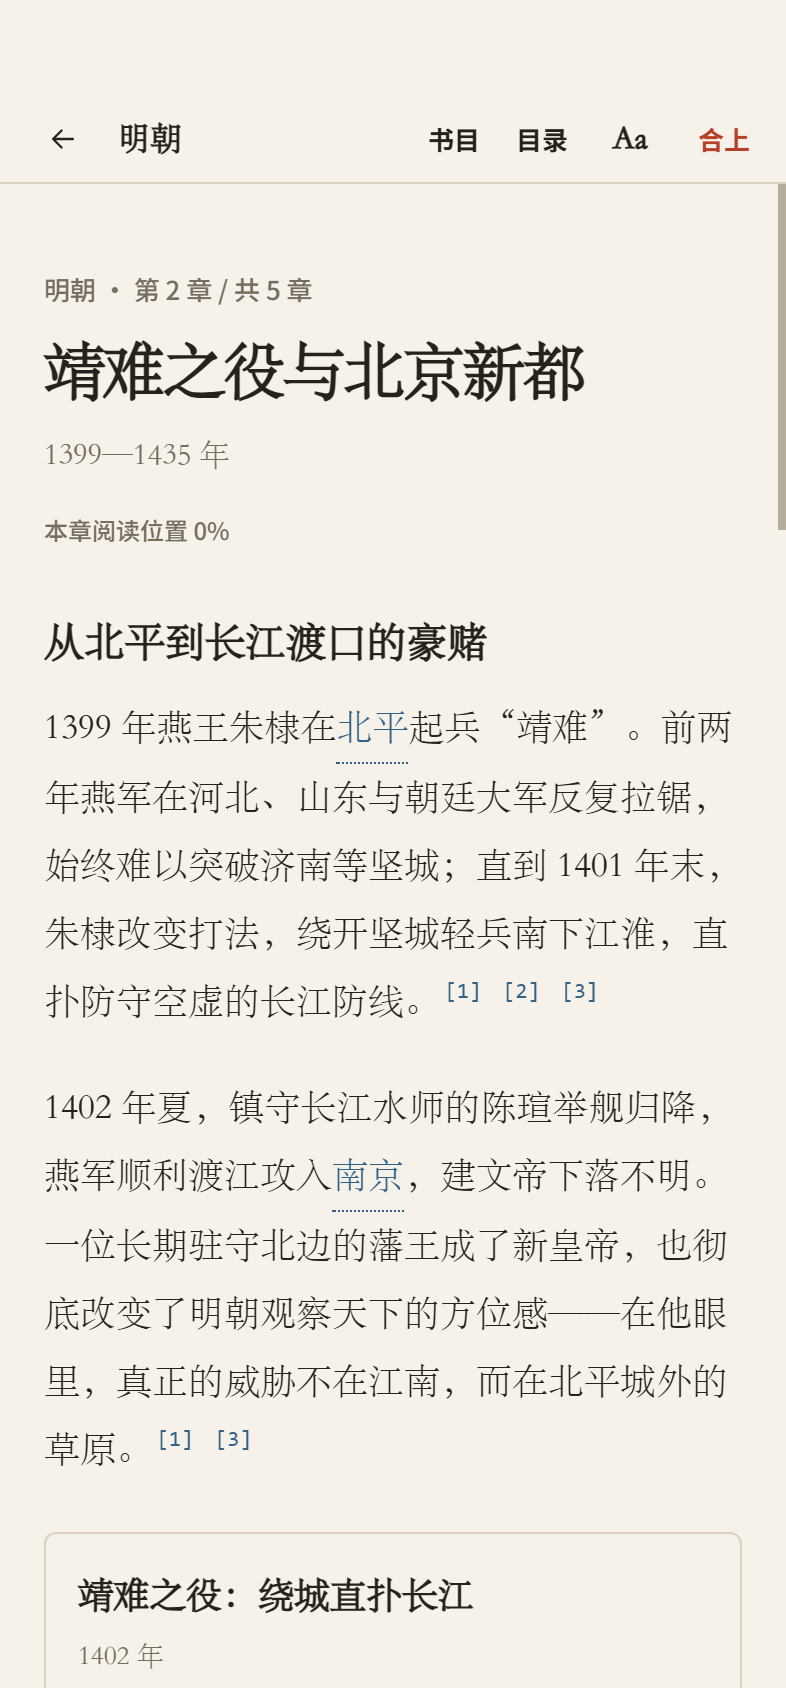 ← 明朝 书目 目录 Aa 合上
明朝 · 第 2 章 / 共 5 章
靖难之役与北京新都
1399—1435 年
本章阅读位置 0%
从北平到长江渡口的豪赌
1399 年燕王朱棣在北平起兵“靖难”。前两
年燕军在河北、山东与朝廷大军反复拉锯，
始终难以突破济南等坚城；直到 1401 年末，
朱棣改变打法，绕开坚城轻兵南下江淮，直
扑防守空虚的长江防线。[1] [2] [3]
1402 年夏，镇守长江水师的陈瑄举舰归降，
燕军顺利渡江攻入南京，建文帝下落不明。
一位长期驻守北边的藩王成了新皇帝，也彻
底改变了明朝观察天下的方位感——在他眼
里，真正的威胁不在江南，而在北平城外的
草原。[1] [3]
靖难之役：绕城直扑长江
1402 年